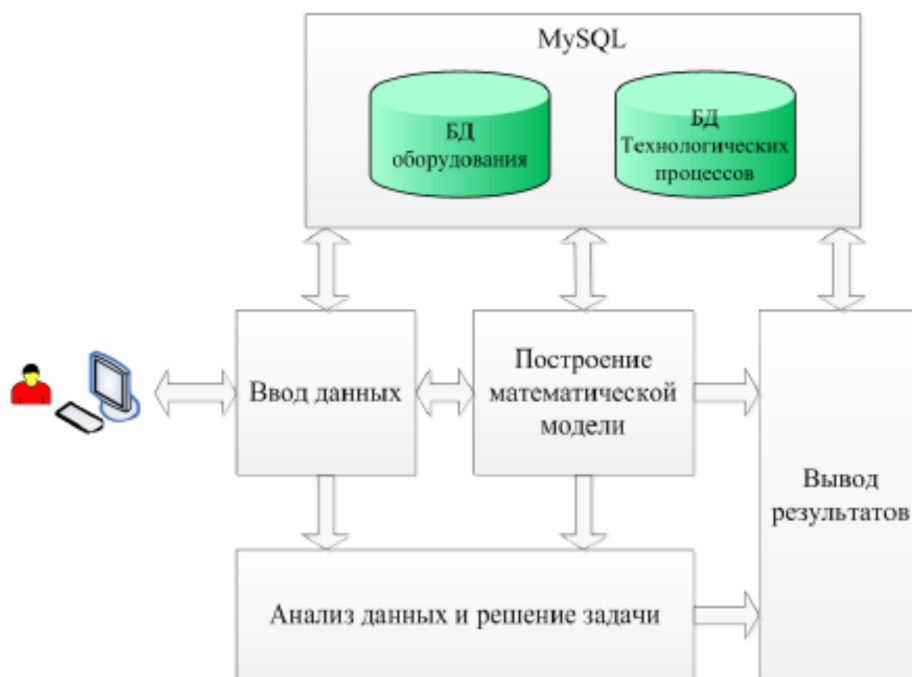 MySQL
БД
оборудования
БД
Технологических
процессов
Ввод данных
Построение
математической
модели
Вывод
результатов
Анализ данных и решение задачи